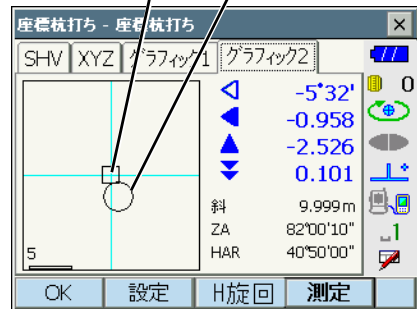 座標杭打ち - 座標杭打ち
SHV XYZ グラフィック1 グラフィック2
-5°32' 0
-0.958
-2.526
0.101
斜 9.999m
ZA 82°00'10"
HAR 40°50'00"
1
5
OK 設定 H旋回 測定